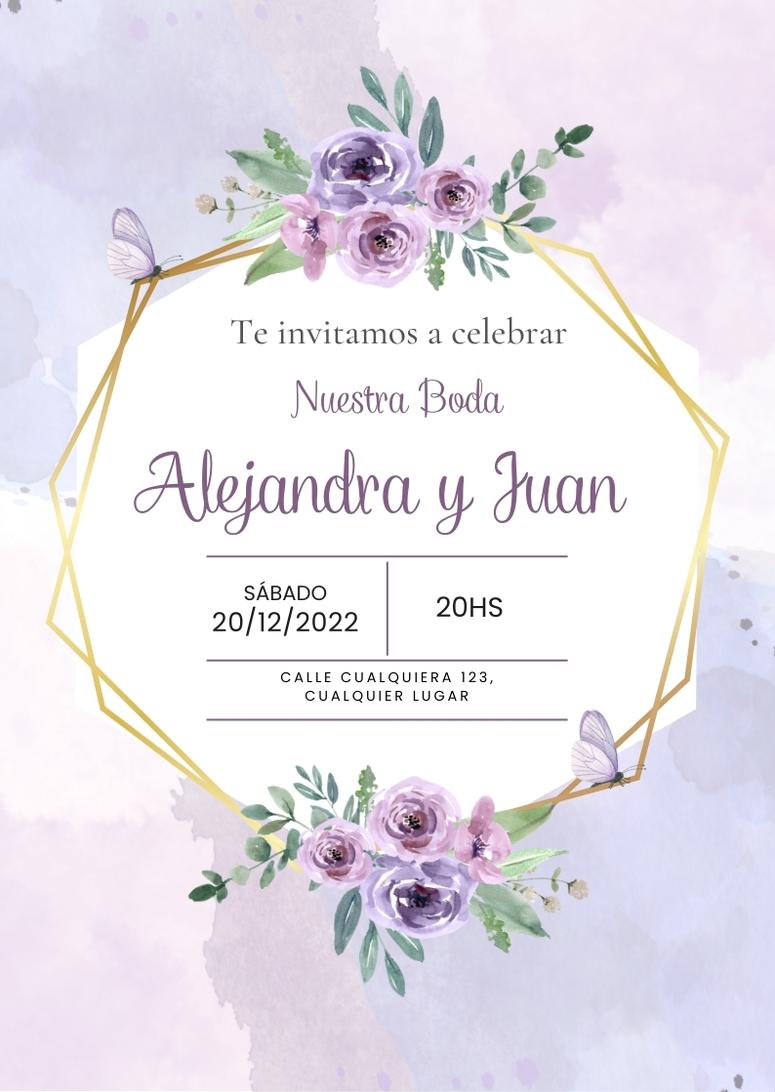 Te invitamos a celebrar
Nuestra Boda
Alejandra y Juan
SÁBADO
20/12/2022
20HS
CALLE CUALQUIERA 123,
CUALQUIER LUGAR